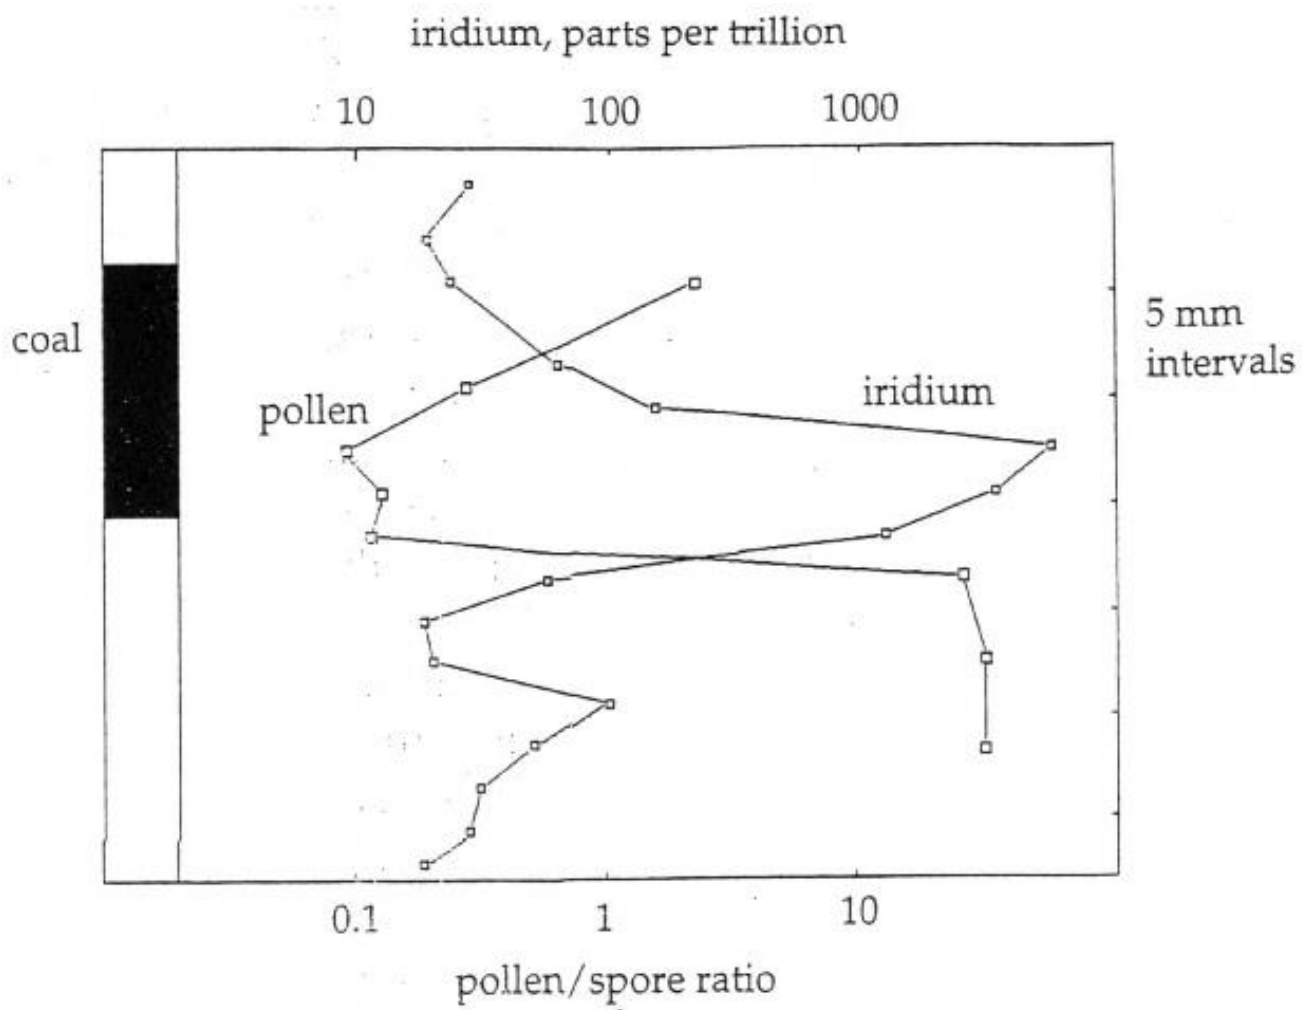 iridium, parts per trillion
10 100 1000
coal
5 mm
intervals
pollen
iridium
0.1 1 10
pollen/spore ratio